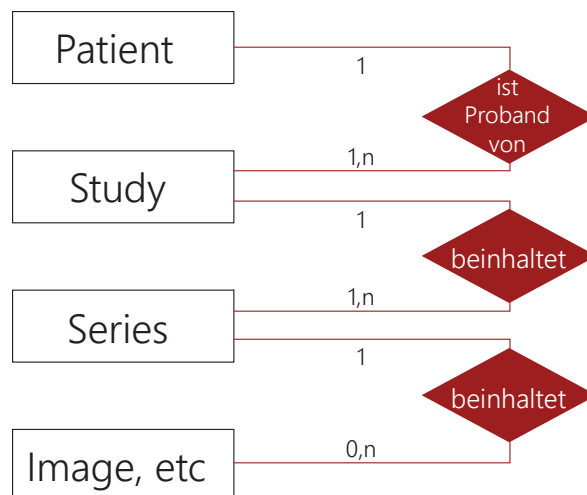 Patient
1
ist
Proband
von
1,n
Study
1
beinhaltet
1,n
Series
1
beinhaltet
0,n
Image, etc